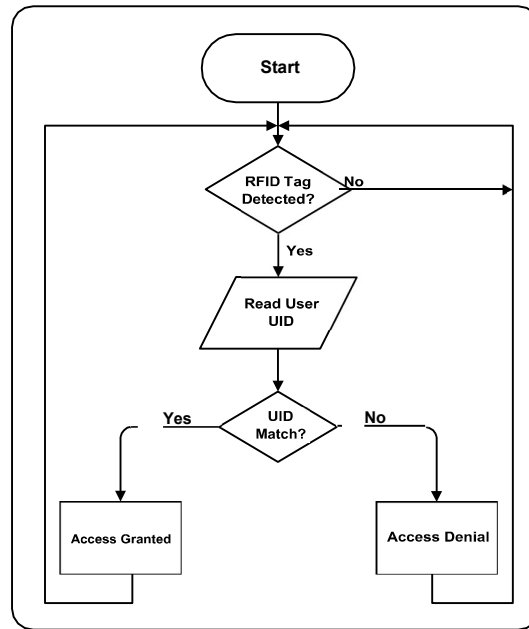 Start
RFID Tag
Detected?
No
Yes
Read User
UID
UID
Match?
Yes
No
Access Granted
Access Denial